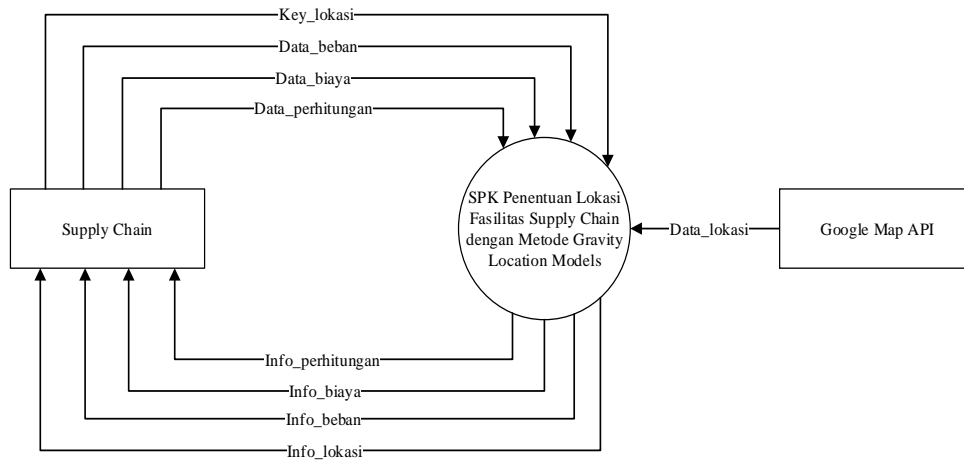 Key_lokasi
Data_beban
Data_biaya
Data_perhitungan
Supply Chain
SPK Penentuan Lokasi
Fasilitas Supply Chain
dengan Metode Gravity
Location Models
Data_lokasi
Google Map API
Info_perhitungan
Info_biaya
Info_beban
Info_lokasi